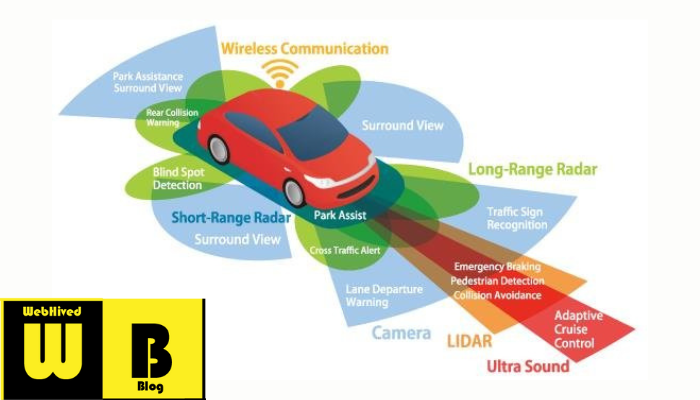 Wireless Communication
Park Assistance
Surround View
Rear Collision
Warning
Surround View
Blind Spot
Detection
Long-Range Radar
Short-Range Radar
Park Assist
Traffic Sign
Recognition
Surround View
Cross Traffic Alert
Emergency Braking
Pedestrian Detection
Collision Avoidance
Lane Departure
Warning
Adaptive
Cruise
Control
Camera
LIDAR
Ultra Sound
WebHived
W
B
Blog